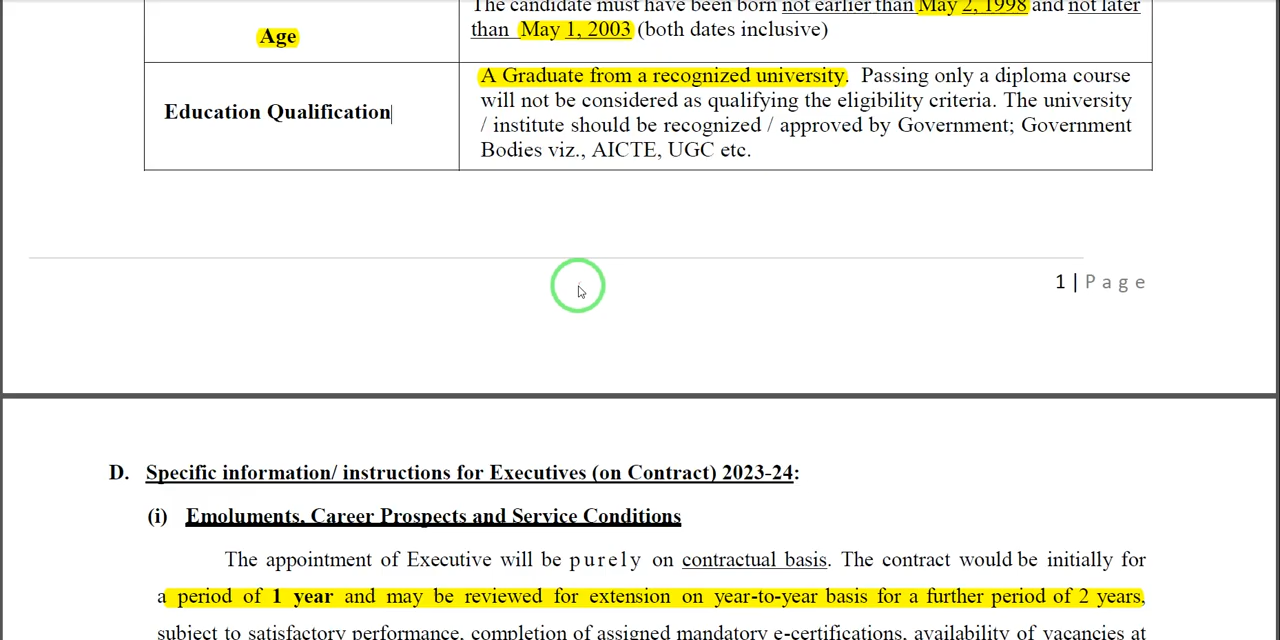 The candidate must have been born not earlier than May 2, 1998 and not later
Age
than May 1, 2003 (both dates inclusive)
A Graduate from a recognized university. Passing only a diploma course
Education Qualification
will not be considered as qualifying the eligibility criteria. The university
/ institute should be recognized / approved by Government; Government
Bodies viz., AICTE, UGC etc.
1 | Page
D. Specific information/ instructions for Executives (on Contract) 2023-24:
(i) Emoluments, Career Prospects and Service Conditions
The appointment of Executive will be purely on contractual basis. The contract would be initially for
a period of 1 year and may be reviewed for extension on year-to-year basis for a further period of 2 years,
subject to satisfactory performance, completion of assigned mandatory e-certifications, availability of vacancies at